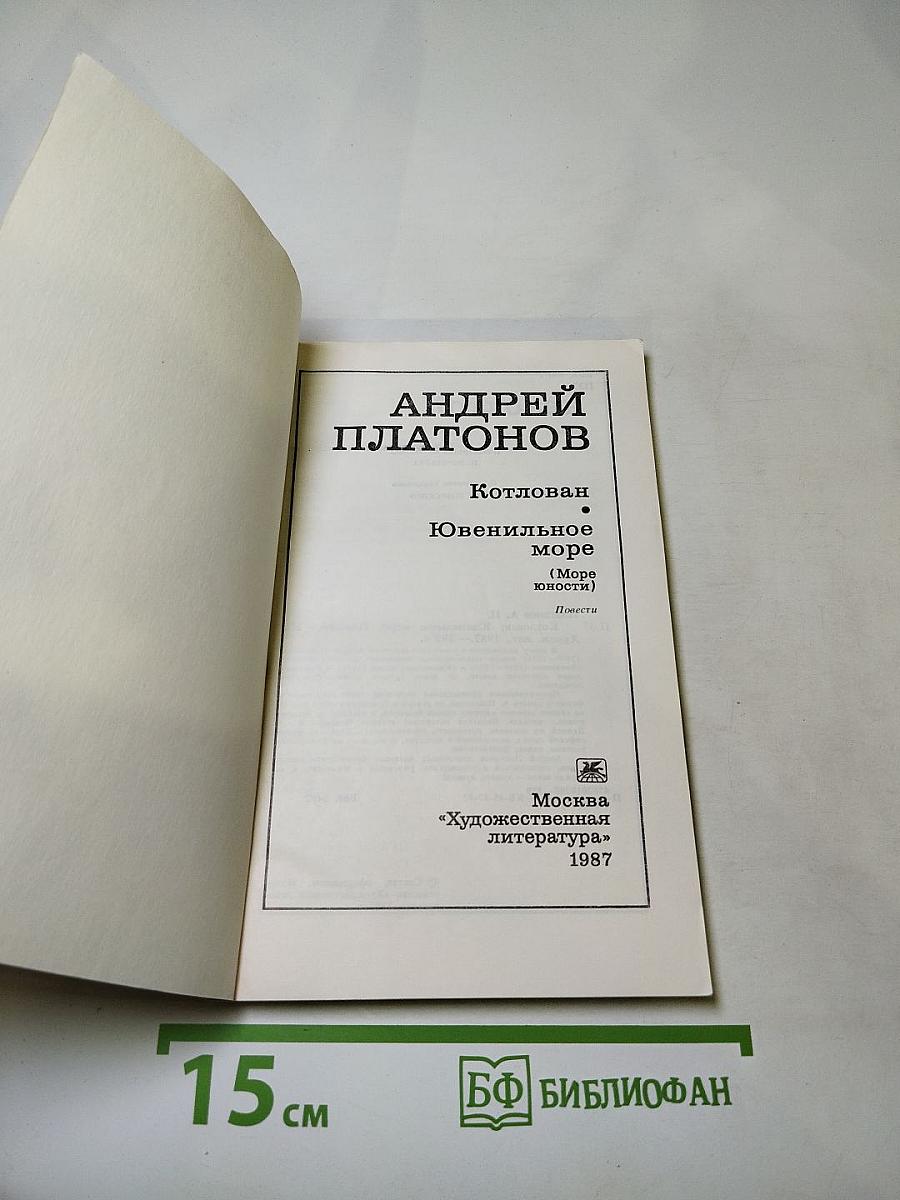 АНДРЕЙ
ПЛАТОНОВ
Котлован
•
Ювенильное
море
(Море
юности)
Повести
Москва
«Художественная
литература»
1987
15 см
БФ БИБЛИОФАН